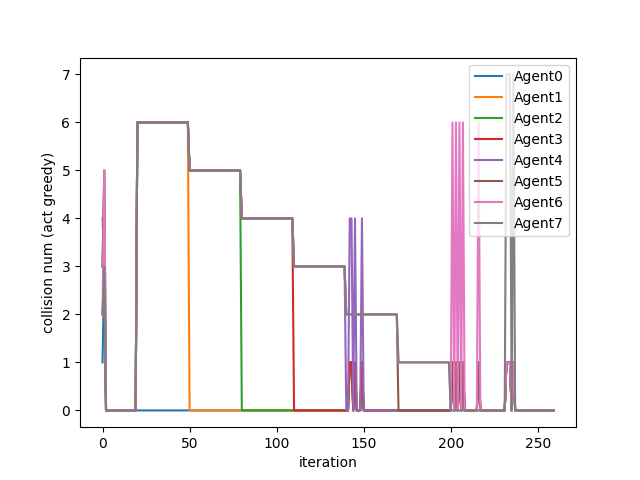 collision num (act greedy)
7
6
5
4
3
2
1
0
0 50 100 150 200 250
iteration
Agent0
Agent1
Agent2
Agent3
Agent4
Agent5
Agent6
Agent7